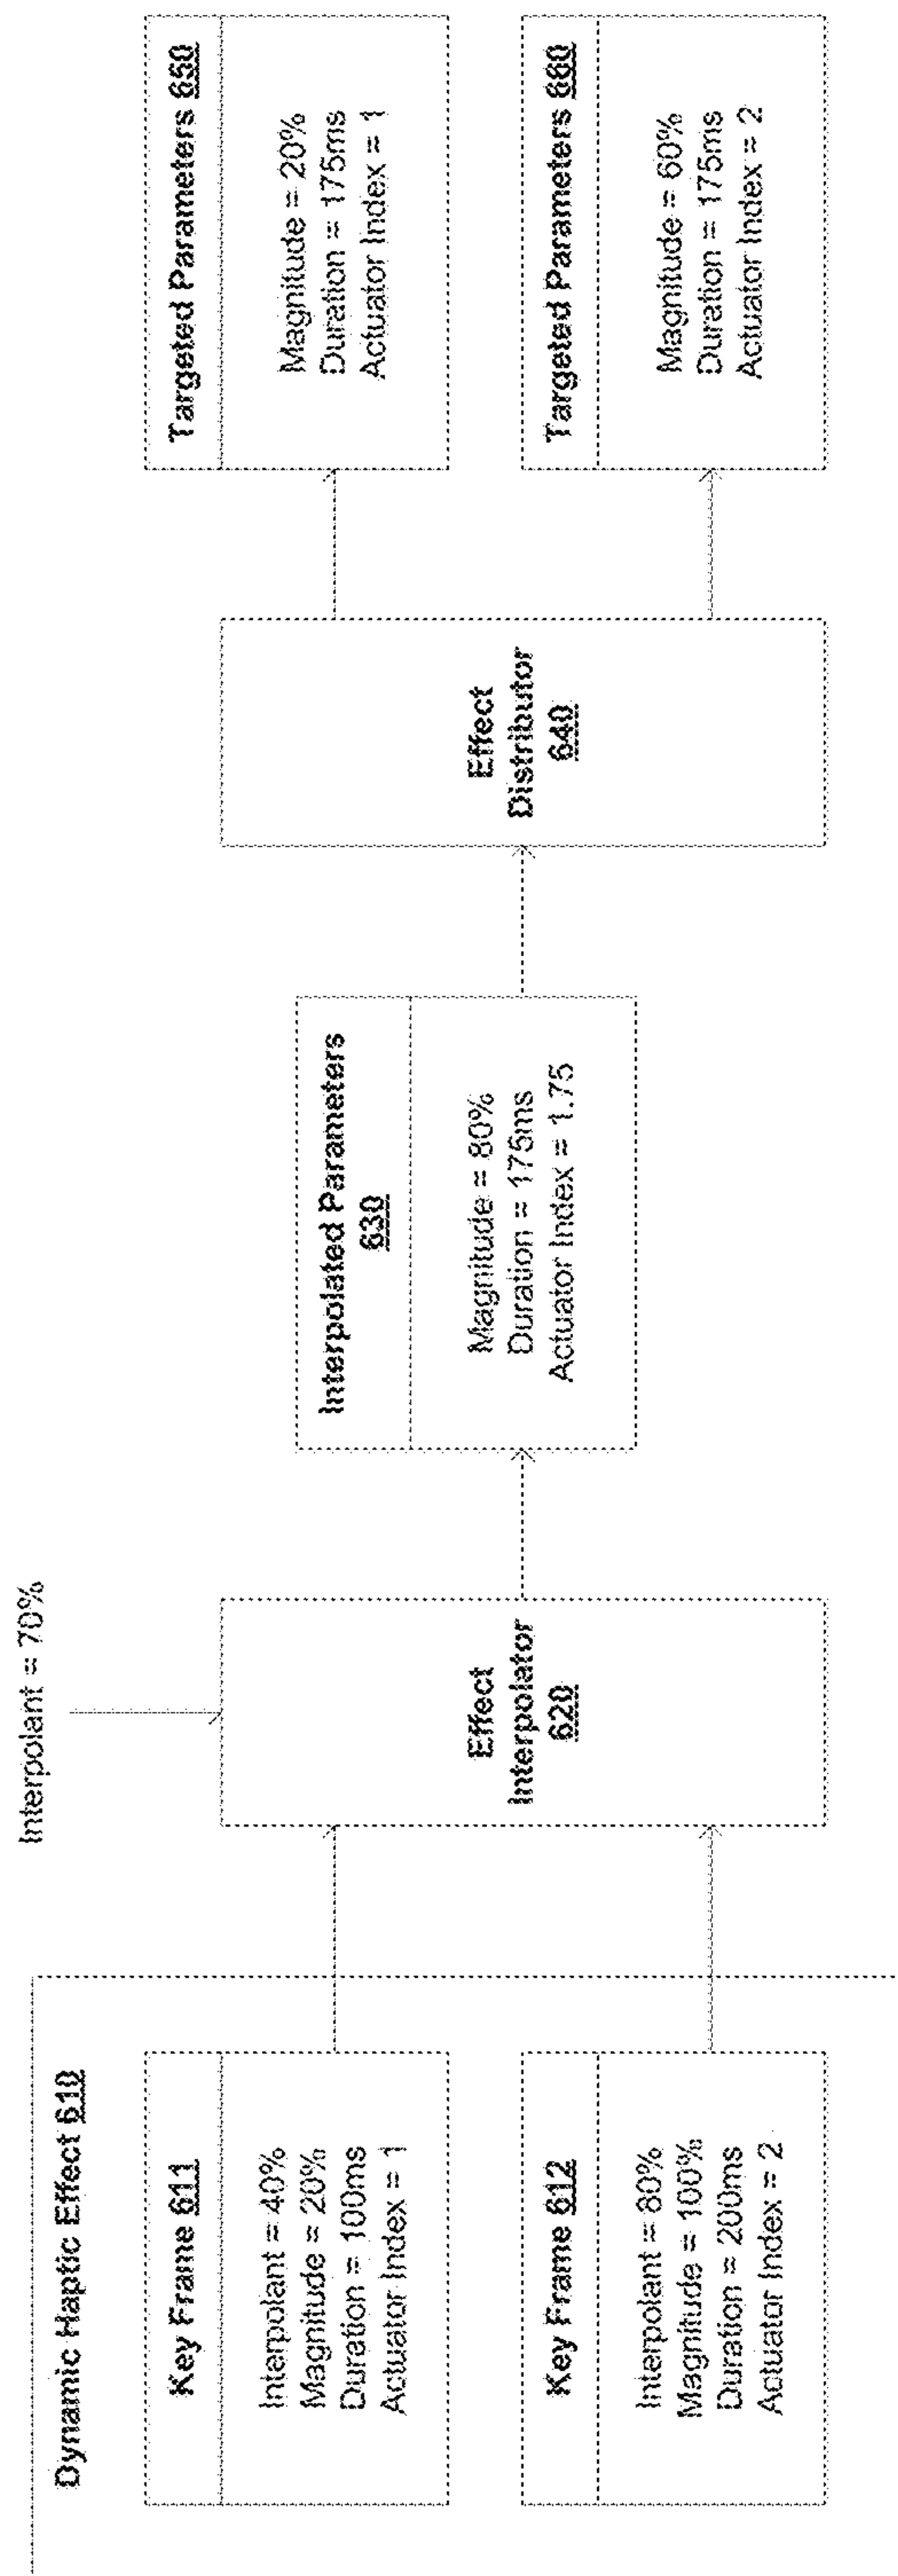 Dynamic Haptic Effect 610
Key Frame 611
Interpolant = 40%
Magnitude = 20%
Duration = 100ms
Actuator Index = 1
Key Frame 612
Interpolant = 80%
Magnitude = 100%
Duration = 200ms
Actuator Index = 2
Interpolant = 70%
Effect
Interpolator
620
Interpolated Parameters
630
Magnitude = 80%
Duration = 175ms
Actuator Index = 1.75
Effect
Distributor
640
Targeted Parameters 650
Magnitude = 20%
Duration = 175ms
Actuator Index = 1
Targeted Parameters 660
Magnitude = 60%
Duration = 175ms
Actuator Index = 2